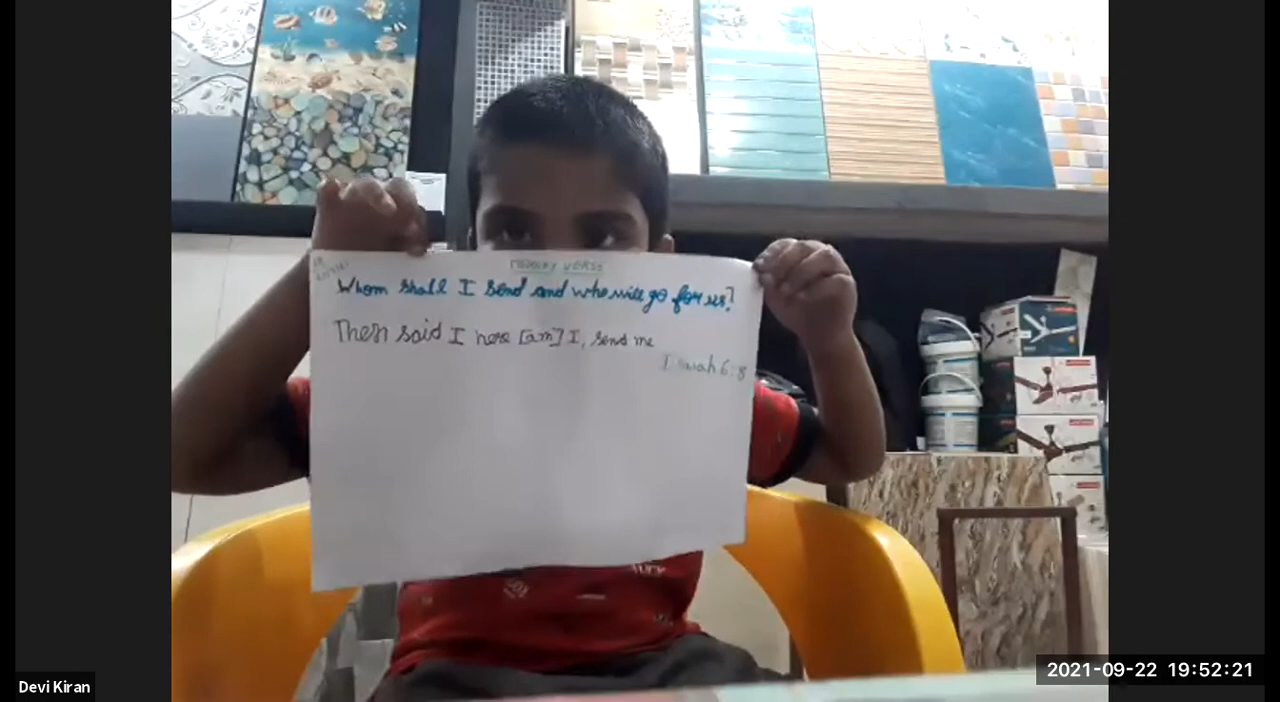 MEMORY VERSE
Whom shall I send and who will go for us?
Then said I here [am] I, send me
Isaiah 6:8
Devi Kiran
2021-09-22 19:52:21